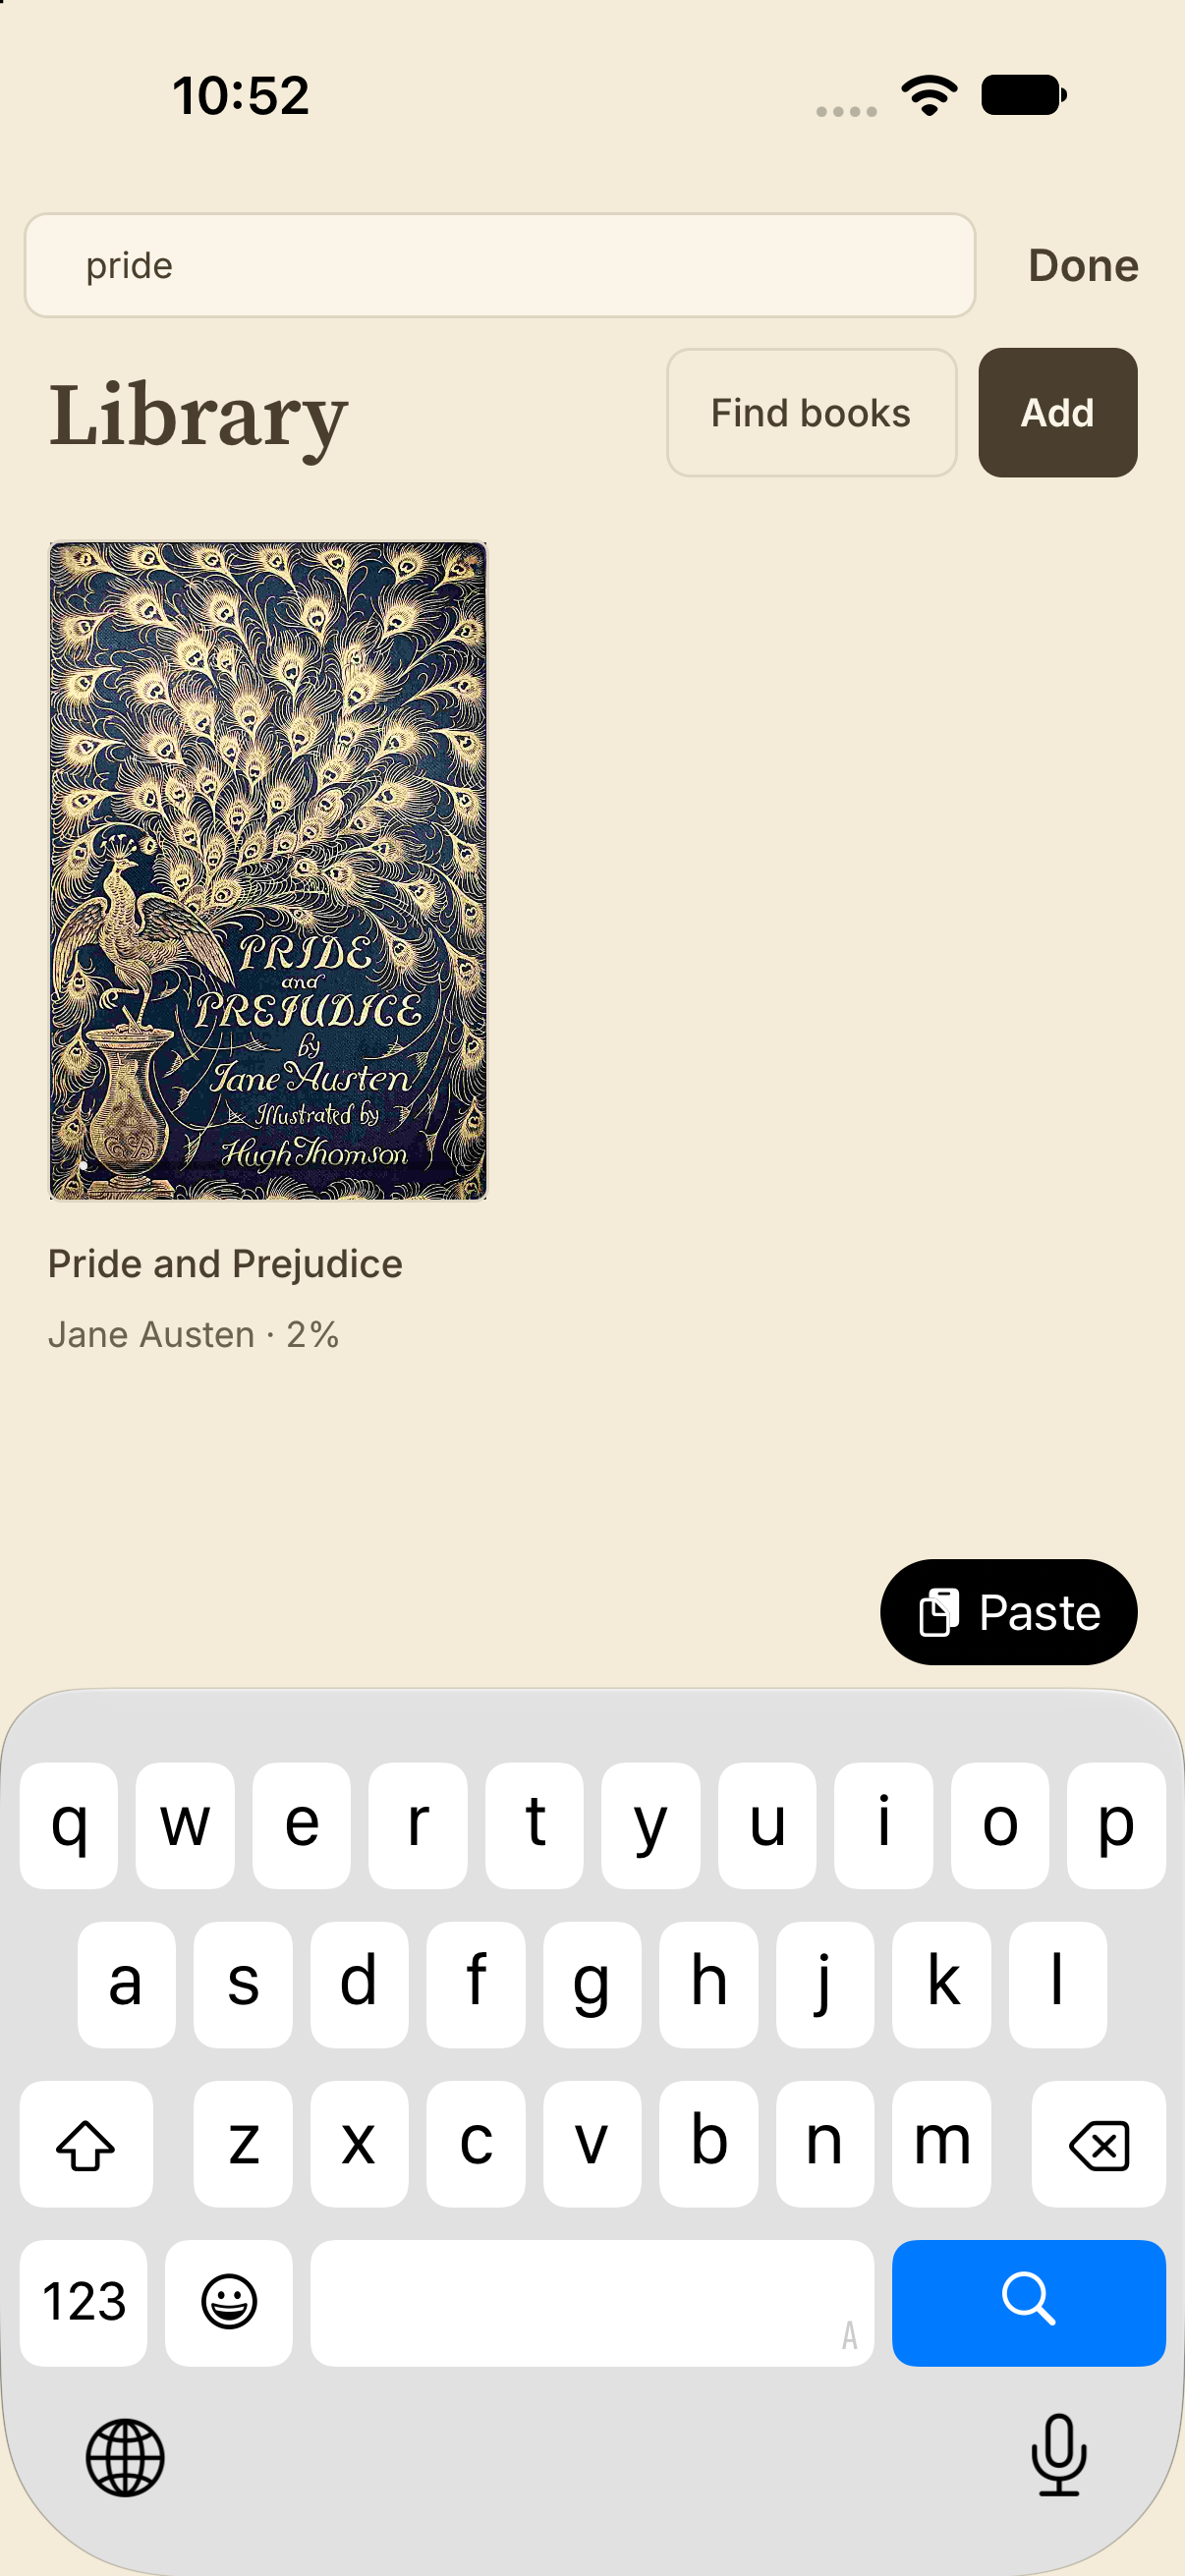 10:52
pride
Done
Library
Find books
Add
PRIDE
and
PREJUDICE
by
Jane Austen
Illustrated by
Hugh Thomson
Pride and Prejudice
Jane Austen · 2%
Paste
q w e r t y u i o p
a s d f g h j k l
z x c v b n m
123
A